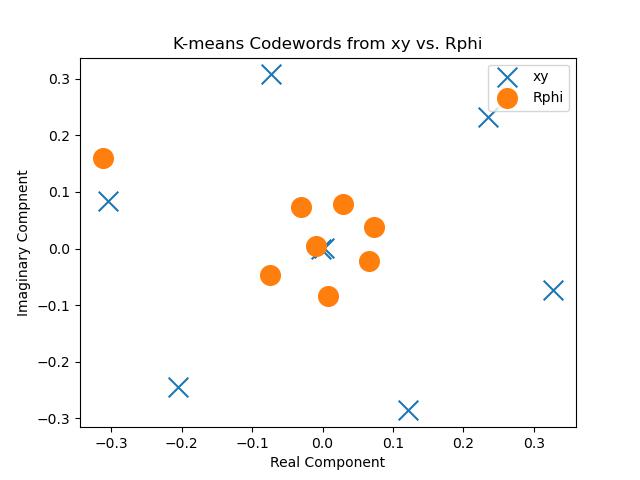 K-means Codewords from xy vs. Rphi
xy
Rphi
Imaginary Compnent
0.3
0.2
0.1
0.0
−0.1
−0.2
−0.3
−0.3
−0.2
−0.1
0.0
0.1
0.2
0.3
Real Component